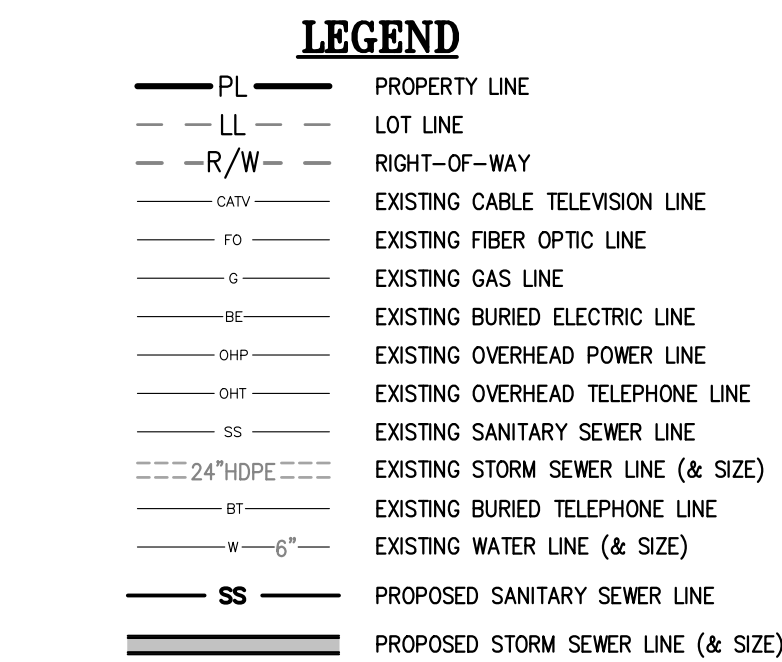 LEGEND
PL PROPERTY LINE
LL LOT LINE
R/W RIGHT-OF-WAY
CATV EXISTING CABLE TELEVISION LINE
FO EXISTING FIBER OPTIC LINE
G EXISTING GAS LINE
BE EXISTING BURIED ELECTRIC LINE
OHP EXISTING OVERHEAD POWER LINE
OHT EXISTING OVERHEAD TELEPHONE LINE
SS EXISTING SANITARY SEWER LINE
24"HDPE EXISTING STORM SEWER LINE (& SIZE)
BT EXISTING BURIED TELEPHONE LINE
W 6" EXISTING WATER LINE (& SIZE)
SS PROPOSED SANITARY SEWER LINE
PROPOSED STORM SEWER LINE (& SIZE)